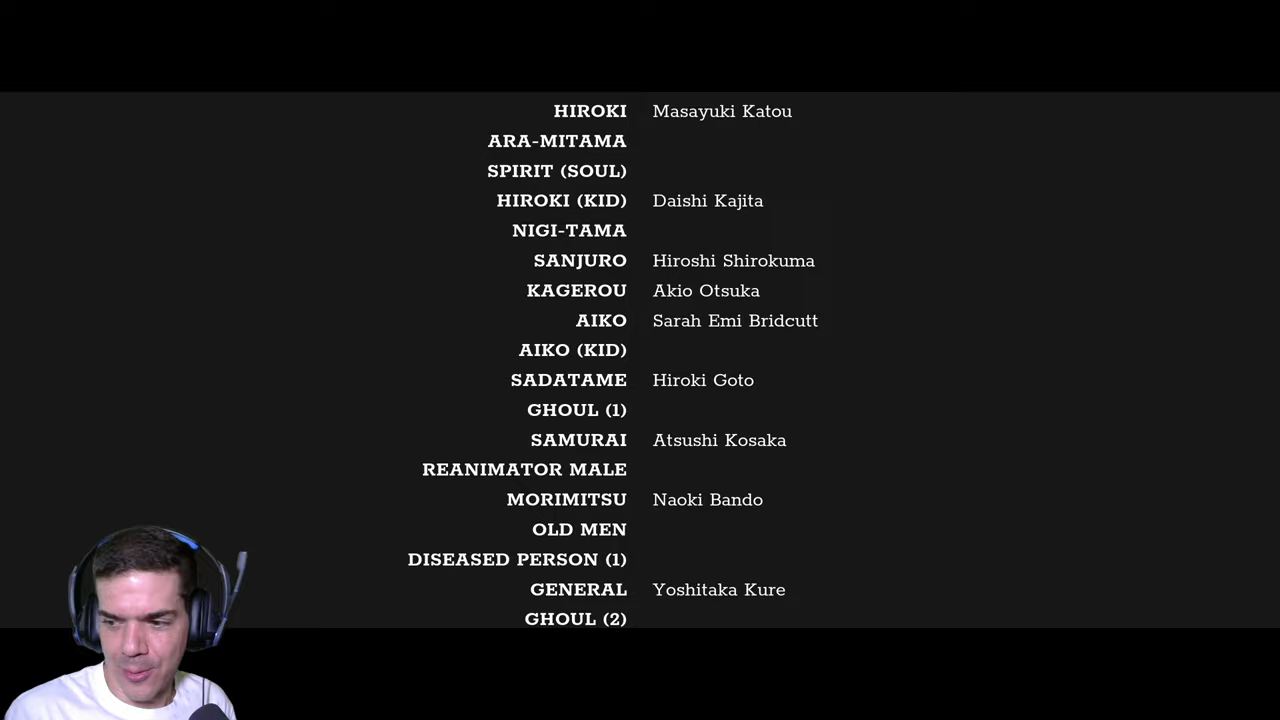 HIROKI Masayuki Katou
ARA-MITAMA
SPIRIT (SOUL)
HIROKI (KID) Daishi Kajita
NIGI-TAMA
SANJURO Hiroshi Shirokuma
KAGEROU Akio Otsuka
AIKO Sarah Emi Bridcutt
AIKO (KID)
SADATAME Hiroki Goto
GHOUL (1)
SAMURAI Atsushi Kosaka
REANIMATOR MALE
MORIMITSU Naoki Bando
OLD MEN
DISEASED PERSON (1)
GENERAL Yoshitaka Kure
GHOUL (2)